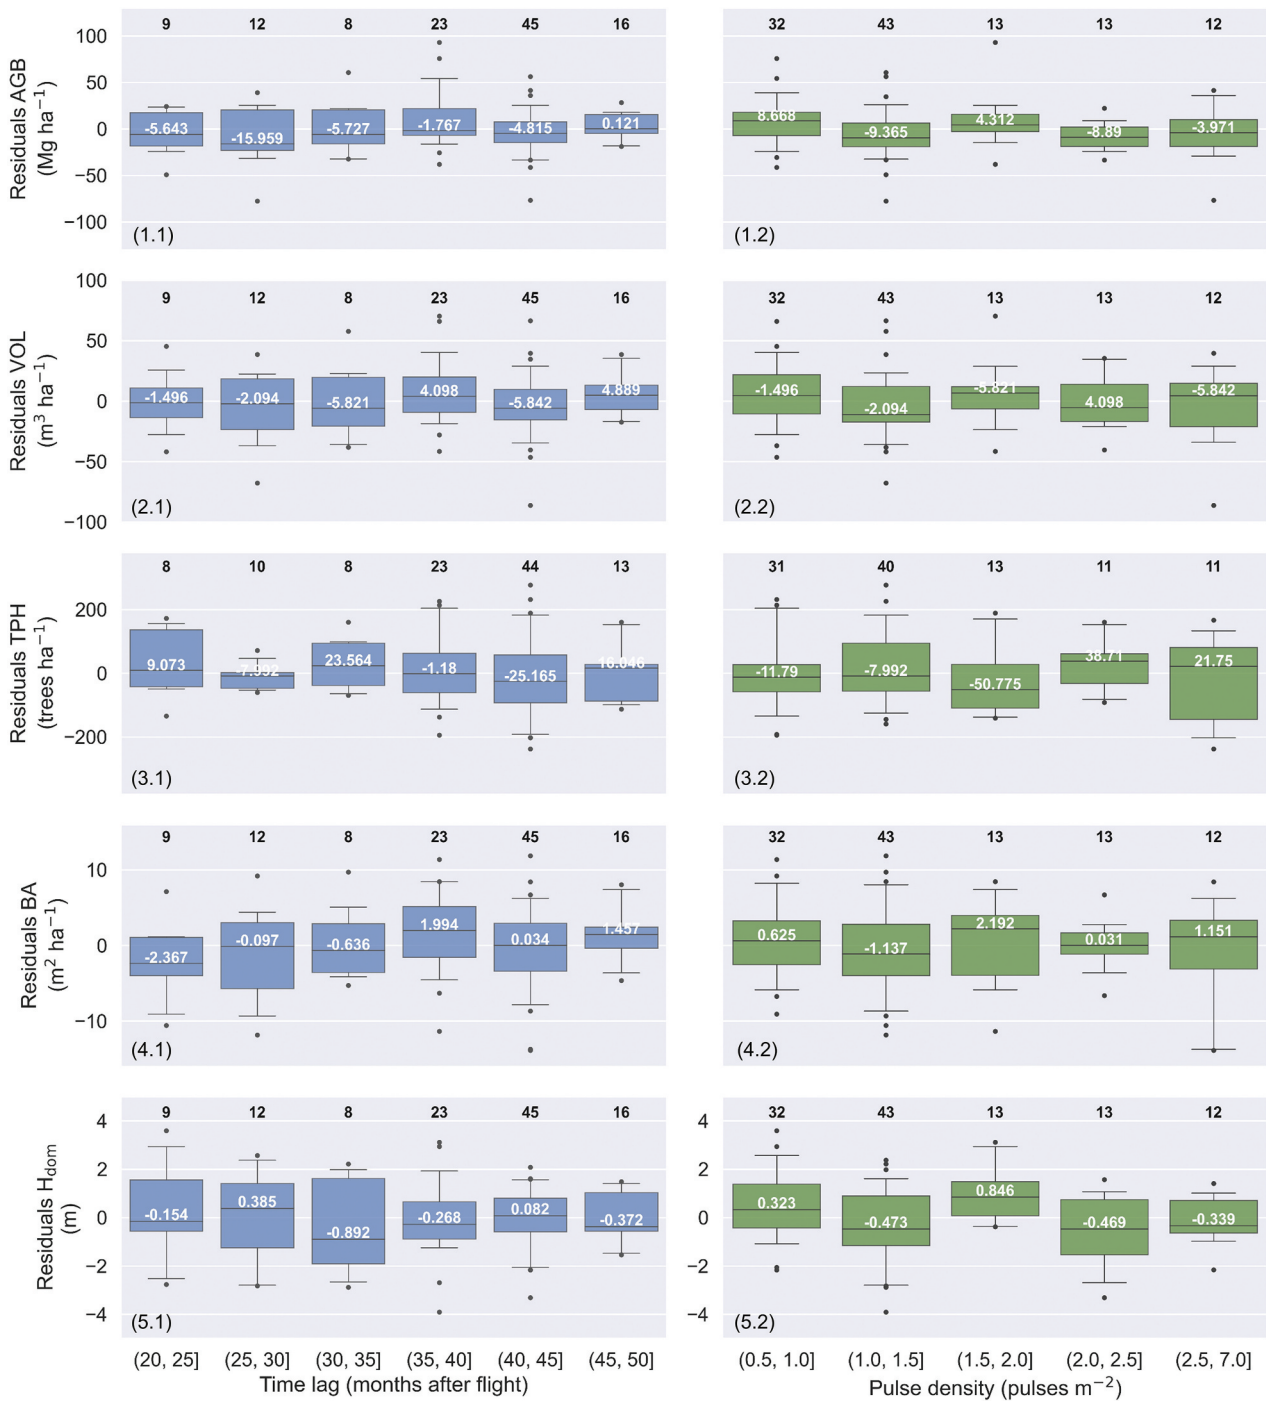 9 12 8 23 45 16
100
50
0
−50
−100
Residuals AGB
(Mg ha−1)
-5.643 -15.959 -5.727 -1.767 -4.815 0.121
(1.1)
32 43 13 13 12
8.668 -9.365 4.312 -8.89 -3.971
(1.2)
9 12 8 23 45 16
100
50
0
−50
−100
Residuals VOL
(m3 ha−1)
-1.496 -2.094 -5.821 4.098 -5.842 4.889
(2.1)
32 43 13 13 12
-1.496 -2.094 -5.821 4.098 -5.842
(2.2)
8 10 8 23 44 13
200
0
−200
Residuals TPH
(trees ha−1)
9.073 -7.992 23.564 -1.18 -25.165 16.046
(3.1)
31 40 13 11 11
-11.79 -7.992 -50.775 38.71 21.75
(3.2)
9 12 8 23 45 16
10
0
−10
Residuals BA
(m2 ha−1)
-2.367 -0.097 -0.636 1.994 0.034 1.457
(4.1)
32 43 13 13 12
0.625 -1.137 2.192 0.031 1.151
(4.2)
9 12 8 23 45 16
4
2
0
−2
−4
Residuals Hdom
(m)
-0.154 0.385 -0.892 -0.268 0.082 -0.372
(5.1)
(20, 25] (25, 30] (30, 35] (35, 40] (40, 45] (45, 50]
Time lag (months after flight)
32 43 13 13 12
4
2
0
−2
−4
0.323 -0.473 0.846 -0.469 -0.339
(5.2)
(0.5, 1.0] (1.0, 1.5] (1.5, 2.0] (2.0, 2.5] (2.5, 7.0]
Pulse density (pulses m−2)